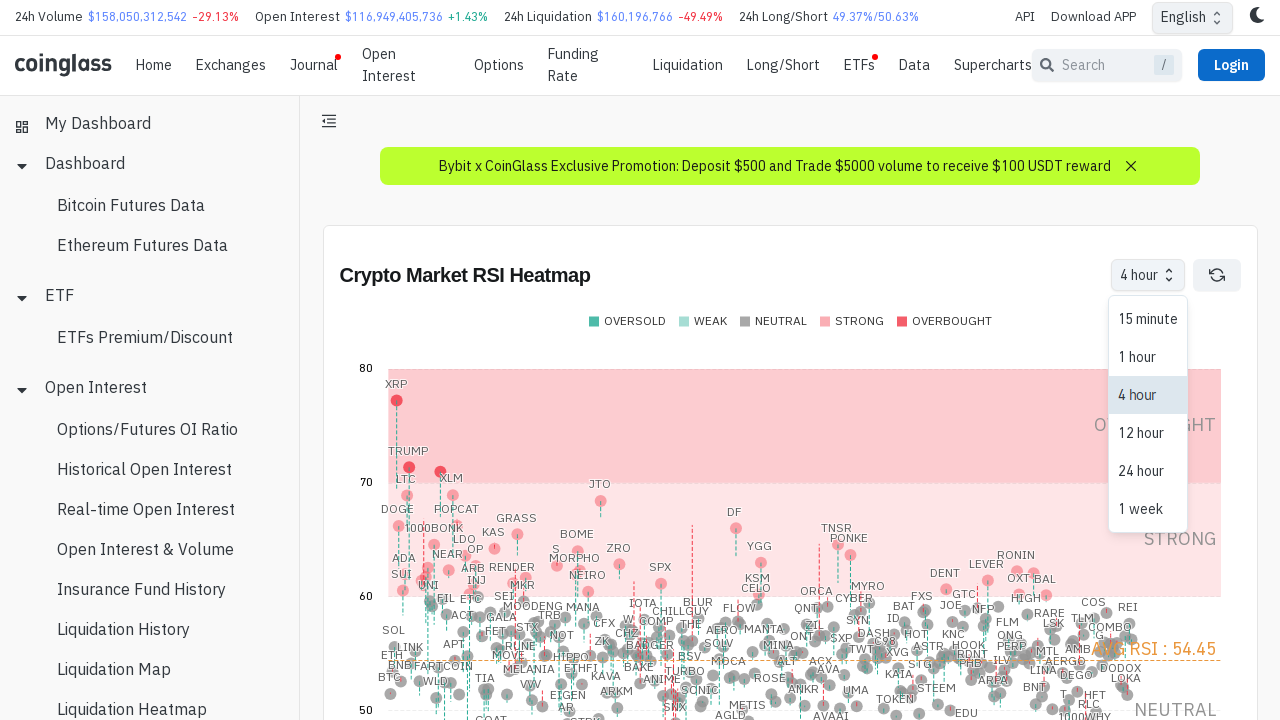 24h Volume $158,050,312,542 -29.13% Open Interest $116,949,405,736 +1.43% 24h Liquidation $160,196,766 -49.49% 24h Long/Short 49.37%/50.63% API Download APP English
coinglass Home Exchanges Journal Open Interest Options Funding Rate Liquidation Long/Short ETFs Data Supercharts Search / Login
My Dashboard
Dashboard
Bitcoin Futures Data
Ethereum Futures Data
ETF
ETFs Premium/Discount
Open Interest
Options/Futures OI Ratio
Historical Open Interest
Real-time Open Interest
Open Interest & Volume
Insurance Fund History
Liquidation History
Liquidation Map
Liquidation Heatmap
Bybit x CoinGlass Exclusive Promotion: Deposit $500 and Trade $5000 volume to receive $100 USDT reward
Crypto Market RSI Heatmap
4 hour
15 minute
1 hour
4 hour
12 hour
24 hour
1 week
OVERSOLD WEAK NEUTRAL STRONG OVERBOUGHT
80
XRP
TRUMP
70
LTC XLM JTO
DOGE POPCAT GRASS DF
1000BONK KAS BOME TNSR
LDO PONKE
NEAR OP MORPHO ZRO YGG RONIN
ADA ARB RENDER SPX LEVER
SUI INJ NEIRO KSM DENT OXT BAL
UNI MKR CELO ORCA MYRO
STRONG
60
FIL ETC SEI MOODENG MANA IOTA BLUR FLOW CYBER FXS GTC HIGH COS REI
ACT GALA TRB CHILLGUY QNT BAT JOE NFP RARE
SOL APT STX NOT CFX COMP THE AERO MANTA ZIL SYN ID FLM LSK TLM COMBO
LINK RUNE ZK CHZ SOLV MINA ONT SXP DASH HOT KNC ONG
ETH MOVE HIPPO BSV MOCA ALT ACX TWT XVG ASTR HOOK PERP MTL AMB
AVG RSI : 54.45
BNB FARTCOIN MELANIA ETHFI BAKE TURBO ROSE AVA KAIA STG PHB ILV LINA AERGO DODOX
BTC WLD TIA VVV KAVA ANIME SONIC ANKR UMA STEEM ARPA BNT DEGO LOKA
EIGEN ARKM METIS TOKEN HFT
AR SNX AGLD AVAAI EDU RLC
50
NEUTRAL
1000WHY